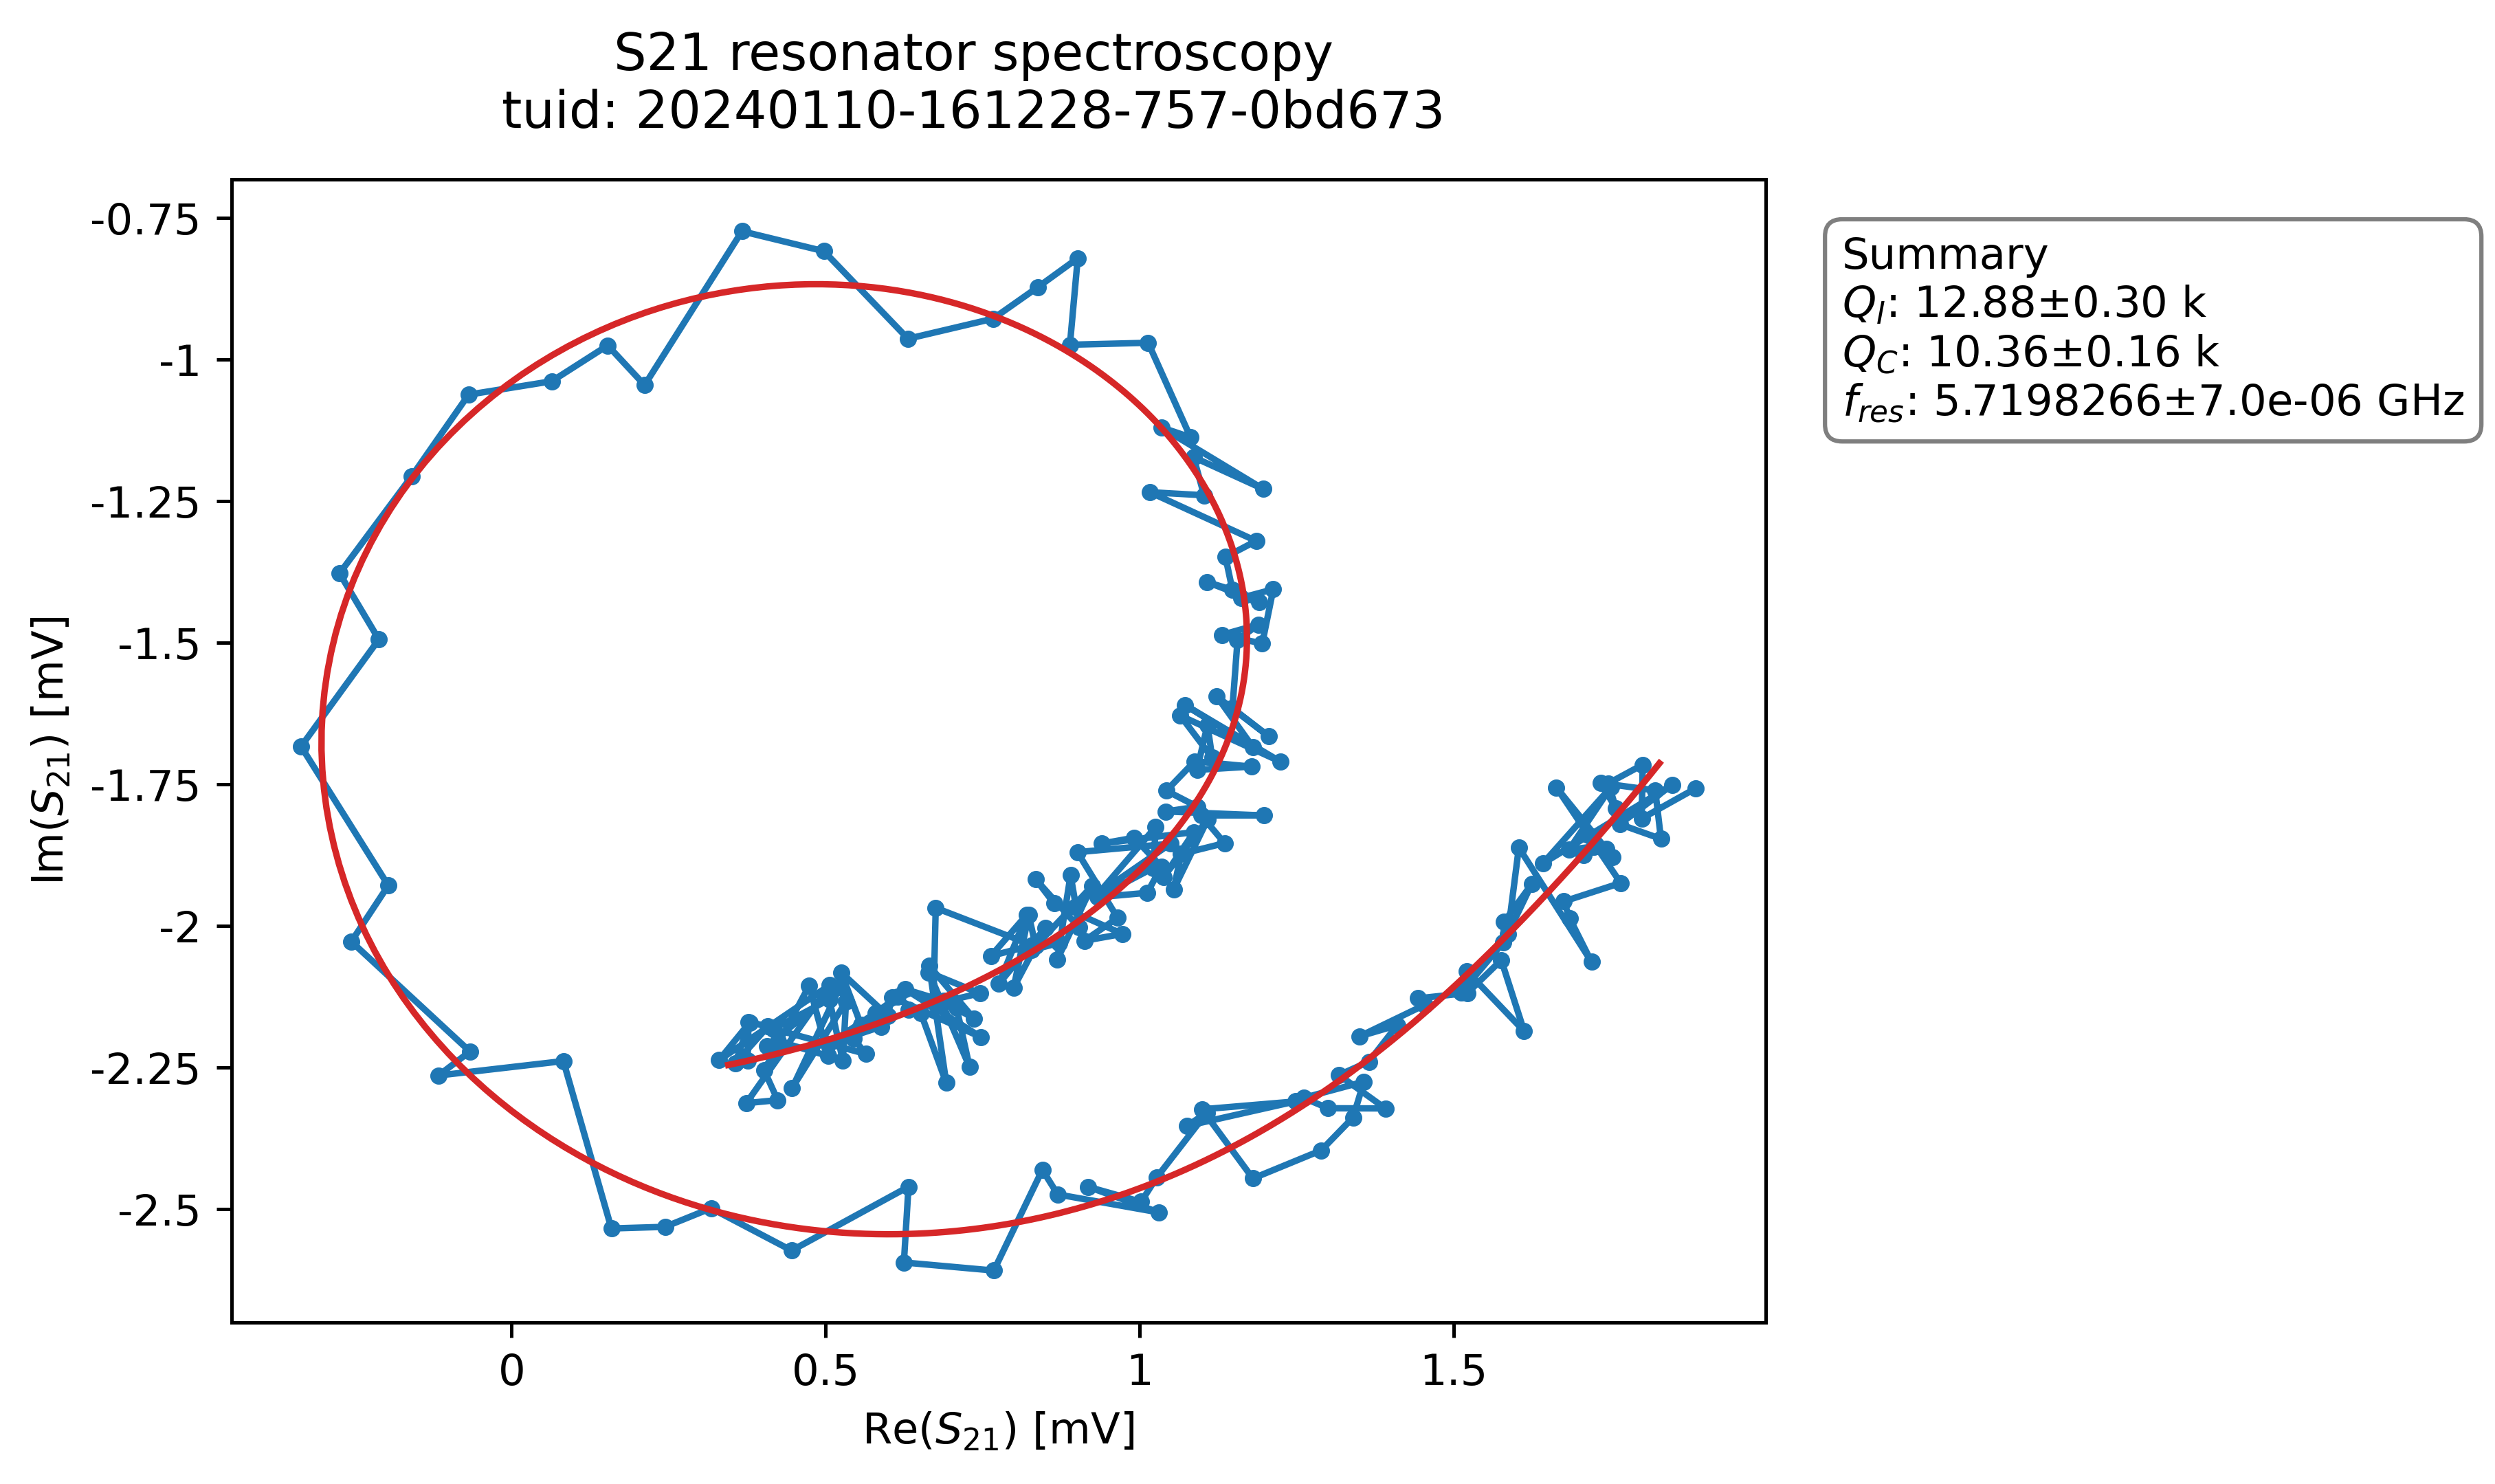 S21 resonator spectroscopy
tuid: 20240110-161228-757-0bd673
-0.75
-1
-1.25
-1.5
-1.75
-2
-2.25
-2.5
Im(S21) [mV]
0 0.5 1 1.5
Re(S21) [mV]
Summary
QI: 12.88±0.30 k
QC: 10.36±0.16 k
fres: 5.7198266±7.0e-06 GHz